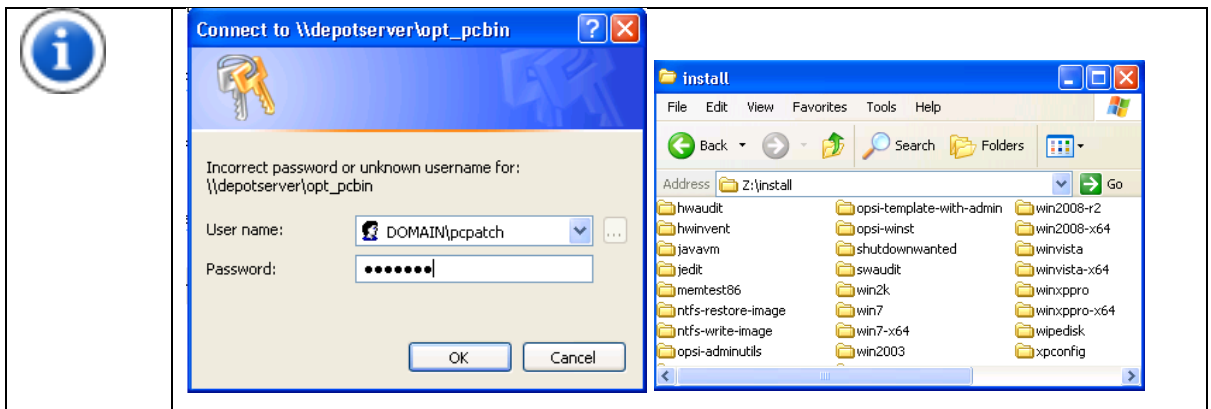 Connect to \\depotserver\opt_pcbin
Incorrect password or unknown username for:
\\depotserver\opt_pcbin
User name:
DOMAIN\pcpatch
...
Password:
•••••••
OK
Cancel
install
File Edit View Favorites Tools Help
Back
Search
Folders
Address
Z:\install
Go
hwaudit
hwinvent
javavm
jedit
memtest86
ntfs-restore-image
ntfs-write-image
opsi-adminutils
opsi-template-with-admin
opsi-winst
shutdownwanted
swaudit
win2k
win7
win7-x64
win2003
win2008-r2
win2008-x64
winvista
winvista-x64
winxppro
winxppro-x64
wipedisk
xpconfig